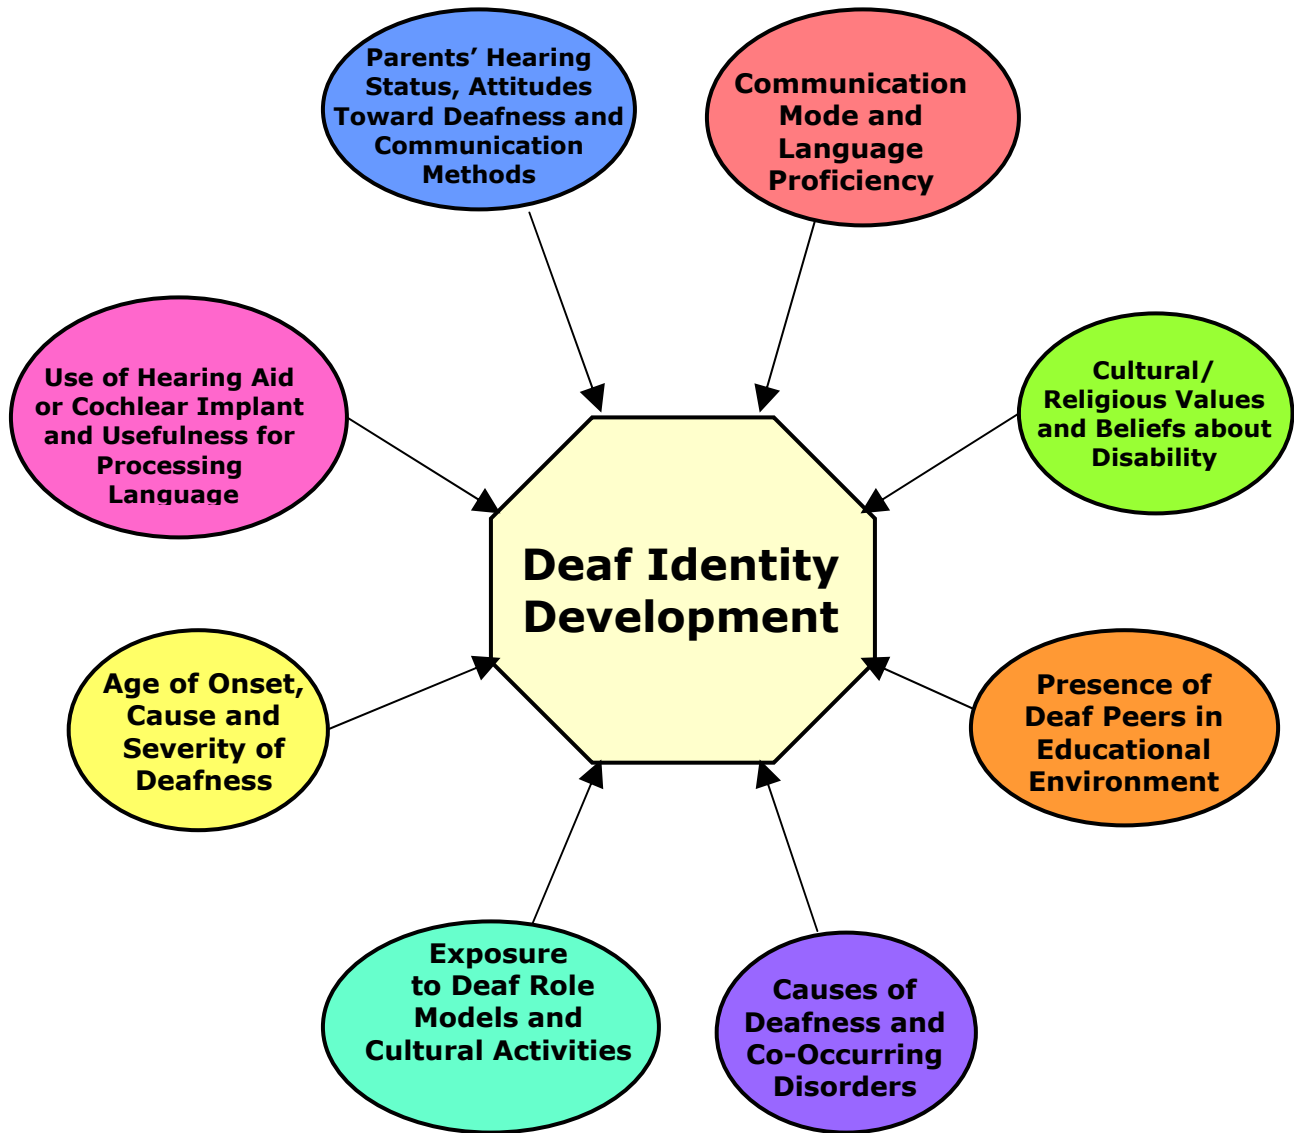 Parents’ Hearing
Status, Attitudes
Toward Deafness and
Communication
Methods
Communication
Mode and
Language
Proficiency
Use of Hearing Aid
or Cochlear Implant
and Usefulness for
Processing
Language
Cultural/
Religious Values
and Beliefs about
Disability
Deaf Identity
Development
Age of Onset,
Cause and
Severity of
Deafness
Presence of
Deaf Peers in
Educational
Environment
Exposure
to Deaf Role
Models and
Cultural Activities
Causes of
Deafness and
Co-Occurring
Disorders